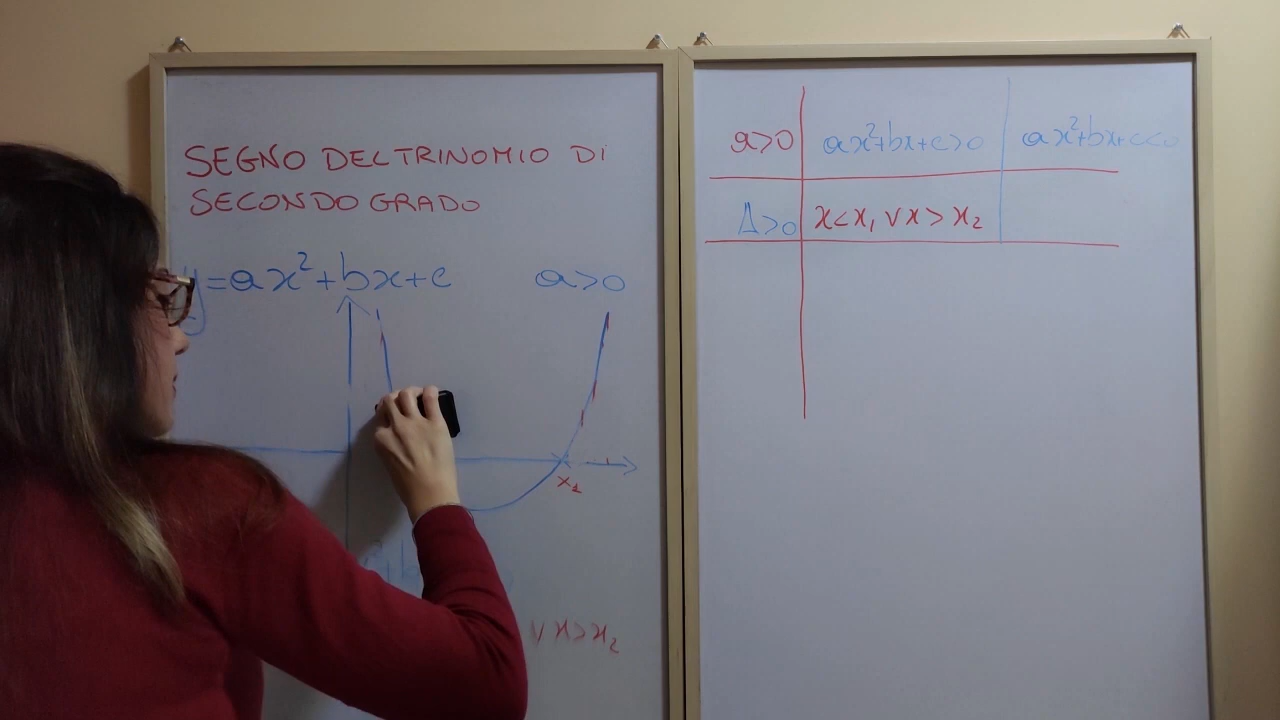 SEGNO DEL TRINOMIO DI
SECONDO GRADO
y=ax²+bx+c a>0
x₂
∨ x>x₂
a>0 ax²+bx+c>0 ax²+bx+c<0
Δ>0 x<x₁ ∨ x>x₂